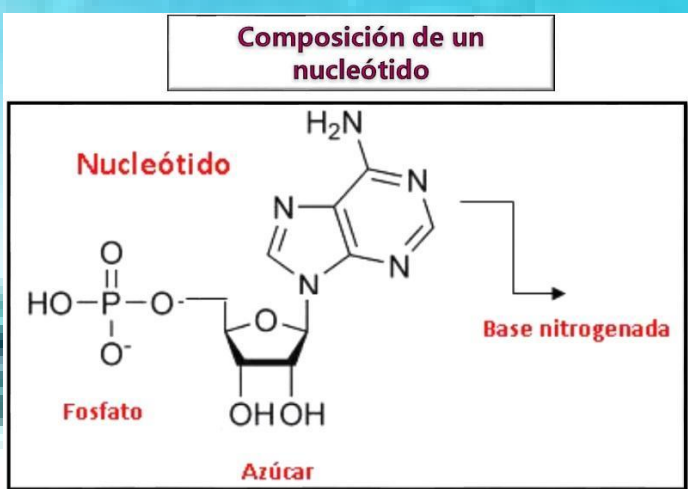 Composición de un
nucleótido
Nucleótido
H₂N
N
N
N
N
O
HO–P–O-
O
O⁻
Base nitrogenada
Fosfato
OH OH
Azúcar